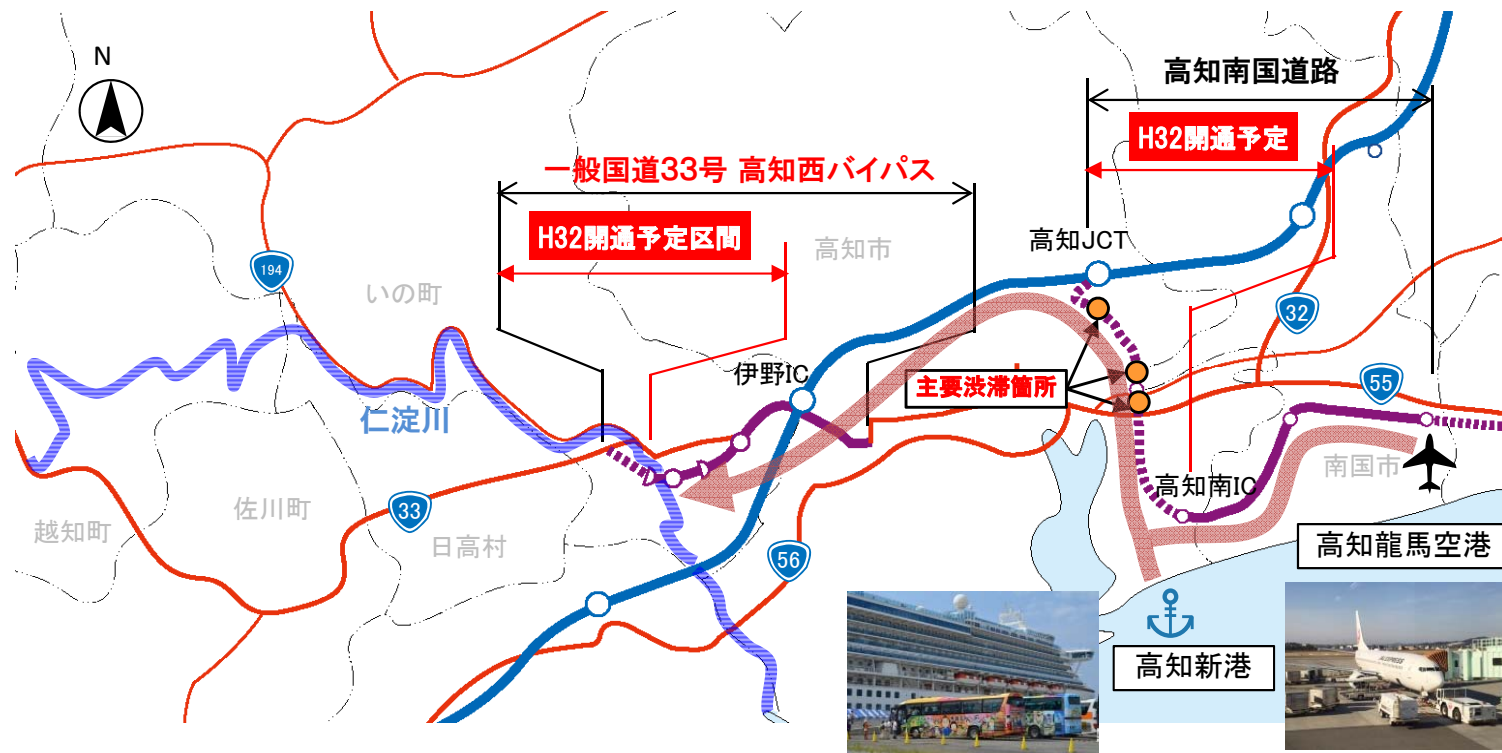 N
高知南国道路
H32開通予定
一般国道33号 高知西バイパス
H32開通予定区間
高知市
高知JCT
194
いの町
32
伊野IC
主要渋滞箇所
55
仁淀川
高知南IC
南国市
佐川町
33
越知町
日高村
56
高知龍馬空港
高知新港